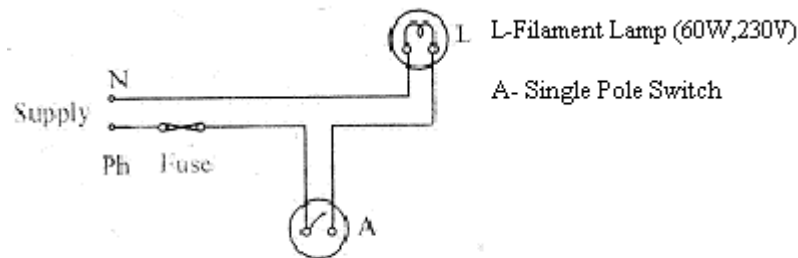 L L-Filament Lamp (60W,230V)
N
A- Single Pole Switch
Supply
Ph Fuse
A